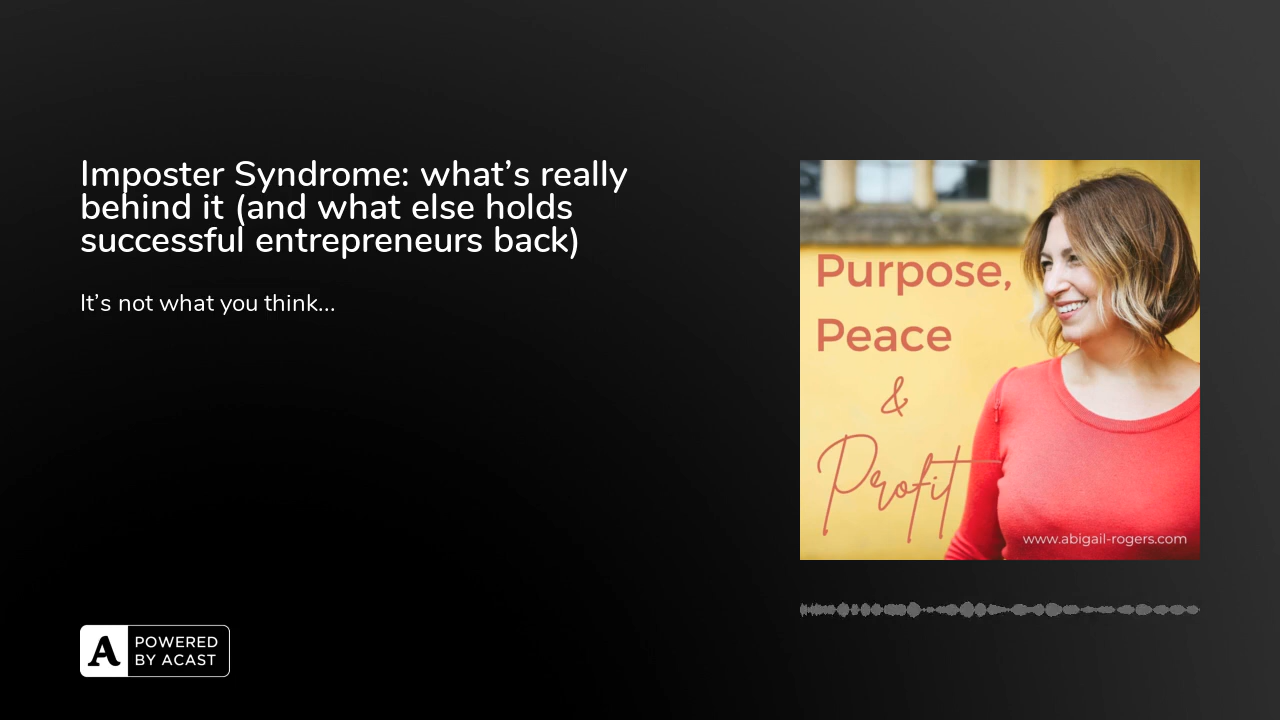 Imposter Syndrome: what’s really
behind it (and what else holds
successful entrepreneurs back)
It’s not what you think...
Purpose,
Peace
&
Profit
www.abigail-rogers.com
A
POWERED
BY ACAST